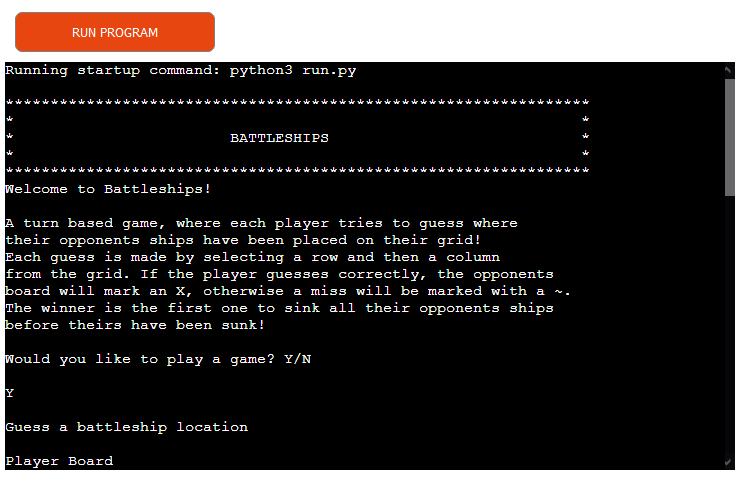 RUN PROGRAM
Running startup command: python3 run.py
*****************************************************************
* *
* BATTLESHIPS *
* *
*****************************************************************
Welcome to Battleships!
A turn based game, where each player tries to guess where
their opponents ships have been placed on their grid!
Each guess is made by selecting a row and then a column
from the grid. If the player guesses correctly, the opponents
board will mark an X, otherwise a miss will be marked with a ~.
The winner is the first one to sink all their opponents ships
before theirs have been sunk!
Would you like to play a game? Y/N
Y
Guess a battleship location
Player Board